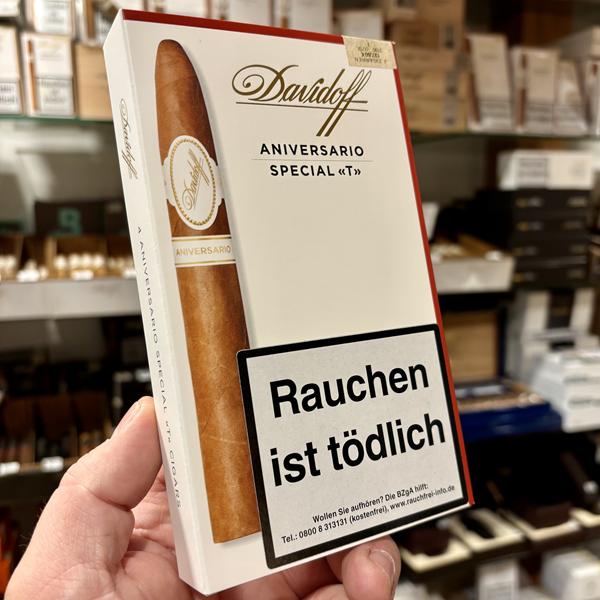 Davidoff
ANIVERSARIO
SPECIAL «T»
Davidoff
ANIVERSARIO
Davidoff
4 ANIVERSARIO SPECIAL «T» CIGARS
Rauchen
ist tödlich
Wollen Sie aufhören? Die BZgA hilft:
Tel.: 0800 8 313131 (kostenfrei), www.rauchfrei-info.de